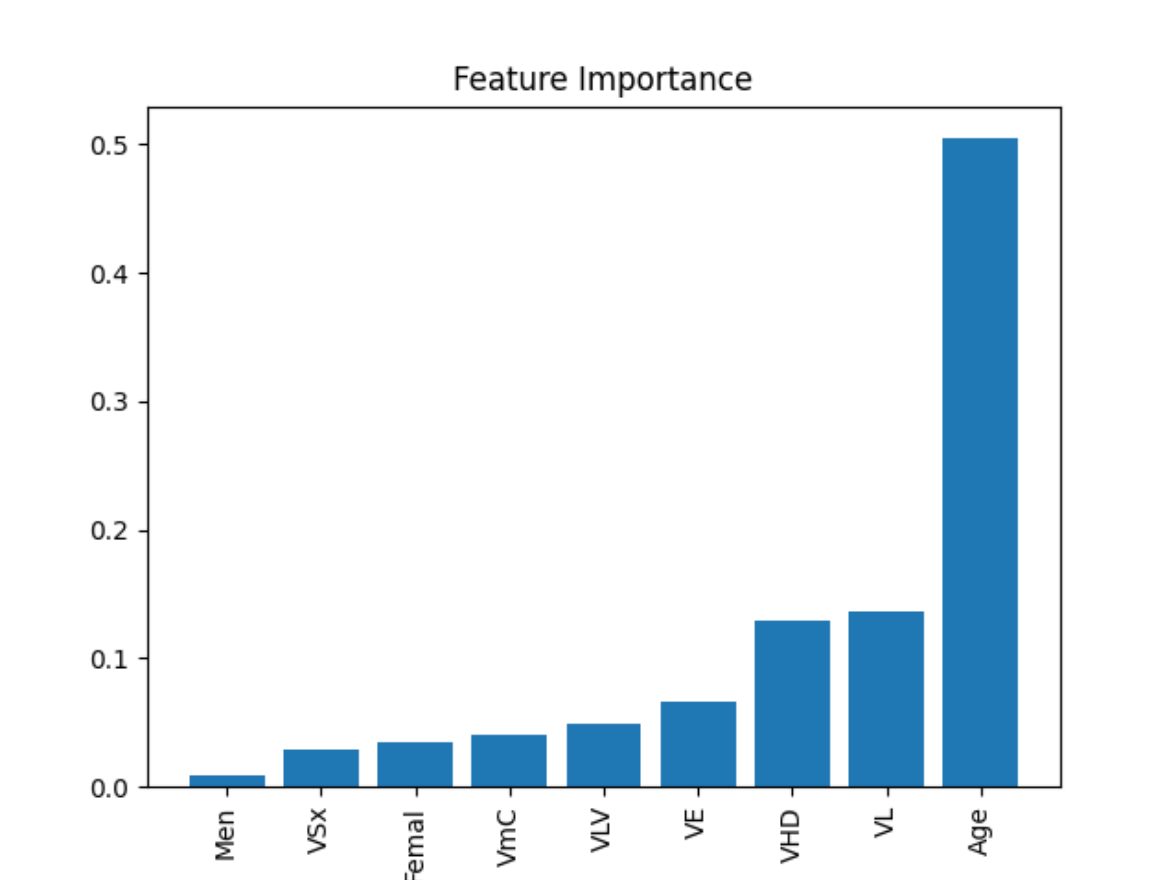 Feature Importance
0.5
0.4
0.3
0.2
0.1
0.0
Men
VSx
Femal
VmC
VLV
VE
VHD
VL
Age